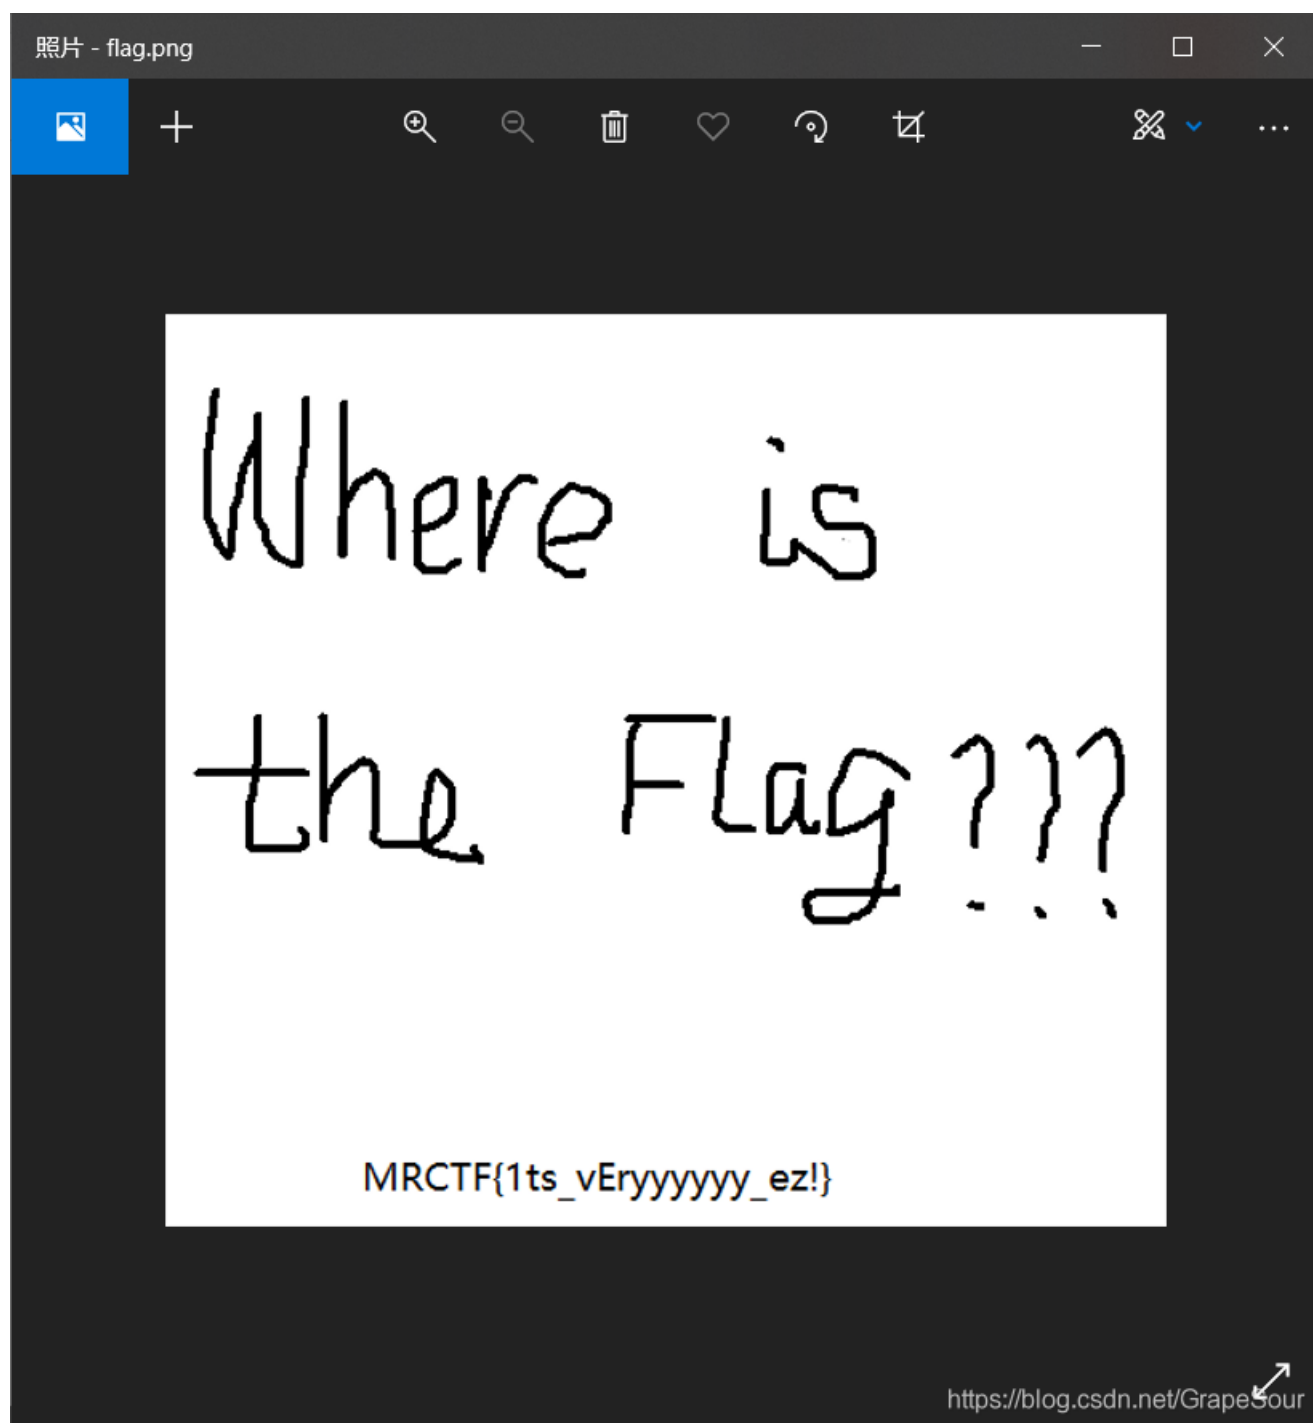 照片 - flag.png
Where is
the Flag???
MRCTF{1ts_vEryyyyyy_ez!}
https://blog.csdn.net/GrapeSour